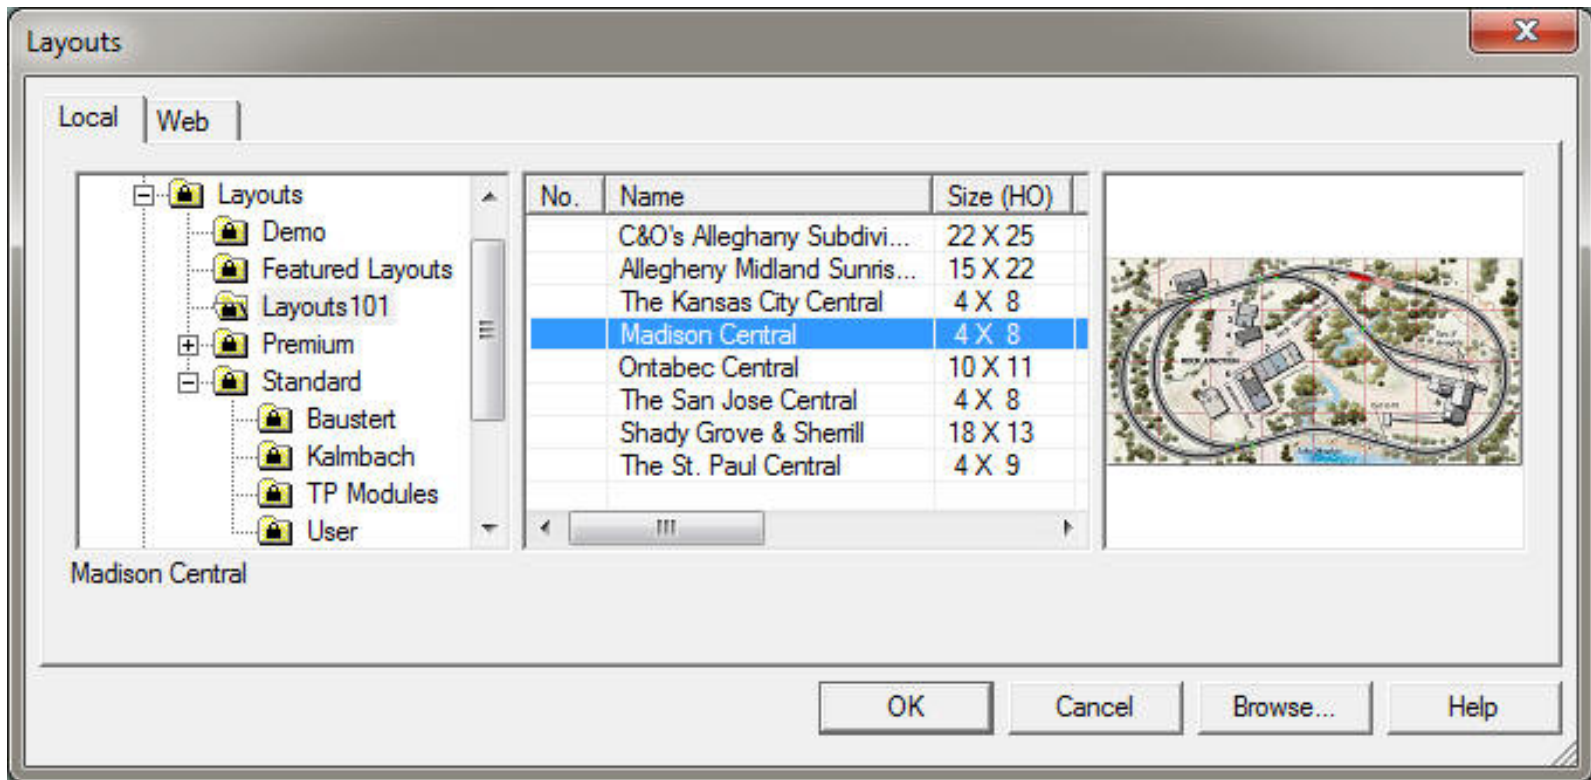 Layouts
Local Web
Layouts
Demo
Featured Layouts
Layouts101
Premium
Standard
Baustert
Kalmbach
TP Modules
User
No. Name Size (HO)
C&O's Alleghany Subdivi... 22 X 25
Allegheny Midland Sunris... 15 X 22
The Kansas City Central 4 X 8
Madison Central 4 X 8
Ontabec Central 10 X 11
The San Jose Central 4 X 8
Shady Grove & Sherrill 18 X 13
The St. Paul Central 4 X 9
Madison Central
OK Cancel Browse... Help